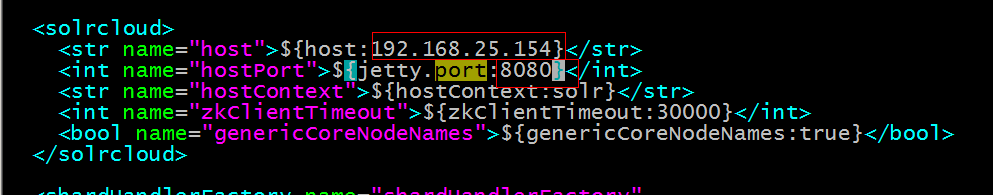 <solrcloud>
<str name="host">${host:192.168.25.154}</str>
<int name="hostPort">${jetty.port:8080}</int>
<str name="hostContext">${hostContext:solr}</str>
<int name="zkClientTimeout">${zkClientTimeout:30000}</int>
<bool name="genericCoreNodeNames">${genericCoreNodeNames:true}</bool>
</solrcloud>
<shardHandlerFactory name="shardHandlerFactory"